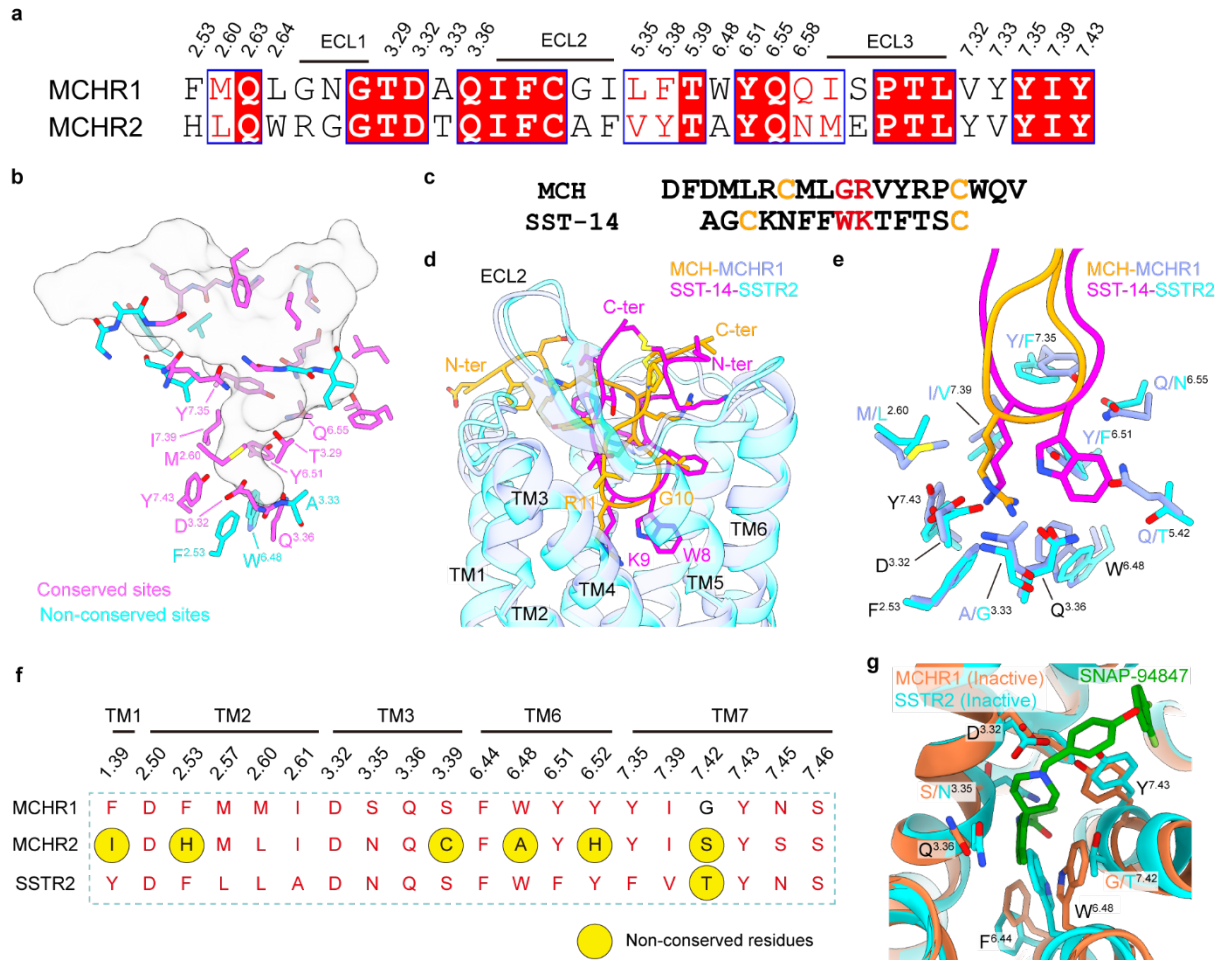 a
2.53 2.60 2.63 2.64 ECL1 3.29 3.32 3.33 3.36 ECL2 5.35 5.38 5.39 6.48 6.51 6.55 6.58 ECL3 7.32 7.33 7.35 7.39 7.43
MCHR1 FMQLGNGTDAQIFCGILFTWYQQISPTLVYYIY
MCHR2 HLQWRGGTDTQIFCAFVYTAYQNMEPTLYVYIY
b
Y7.35
I7.39
M2.60
Y7.43
D3.32
F2.53
W6.48
Q3.36
A3.33
Y6.51
T3.29
Q6.55
Conserved sites
Non-conserved sites
c
MCH DFDMLRCMLGRVYRPCWQV
SST-14 AGCKNFFWKTFTSC
d
ECL2
MCH-MCHR1
SST-14-SSTR2
C-ter
C-ter
N-ter
N-ter
TM3
R11
G10
TM6
TM1
K9
W8
TM4
TM5
TM2
e
MCH-MCHR1
SST-14-SSTR2
Y/F7.35
I/V7.39
Q/N6.55
M/L2.60
Y/F6.51
Y7.43
Q/T5.42
D3.32
W6.48
F2.53
A/G3.33
Q3.36
f
TM1 TM2 TM3 TM6 TM7
1.39 2.50 2.53 2.57 2.60 2.61 3.32 3.35 3.36 3.39 6.44 6.48 6.51 6.52 7.35 7.39 7.42 7.43 7.45 7.46
MCHR1 F D F M M I D S Q S F W Y Y Y I G Y N S
MCHR2 I D H M L I D N Q C F A Y H Y I S Y S S
SSTR2 Y D F L L A D N Q S F W F Y F V T Y N S
Non-conserved residues
g
MCHR1 (Inactive)
SSTR2 (Inactive)
SNAP-94847
D3.32
S/N3.35
Y7.43
Q3.36
G/T7.42
W6.48
F6.44